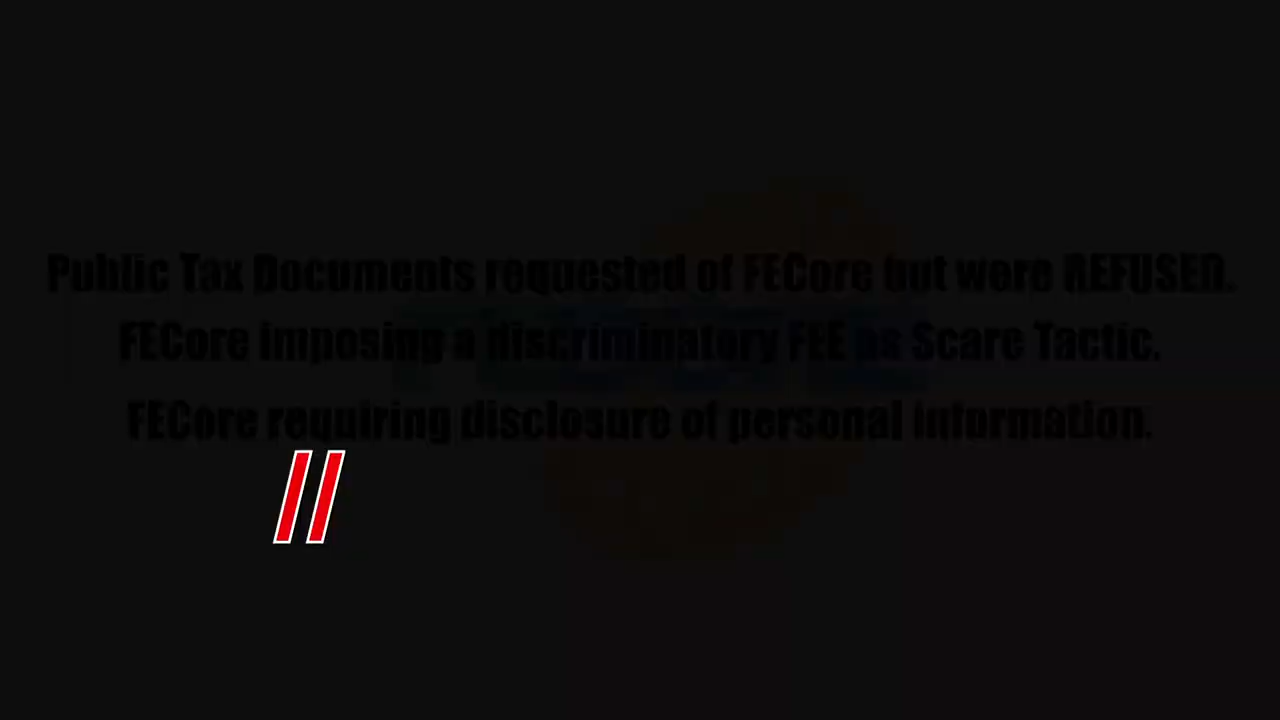 Public Tax Documents requested of FECore but were REFUSED.
FECore imposing a discriminatory FEE as Scare Tactic.
FECore requiring disclosure of personal information.
//